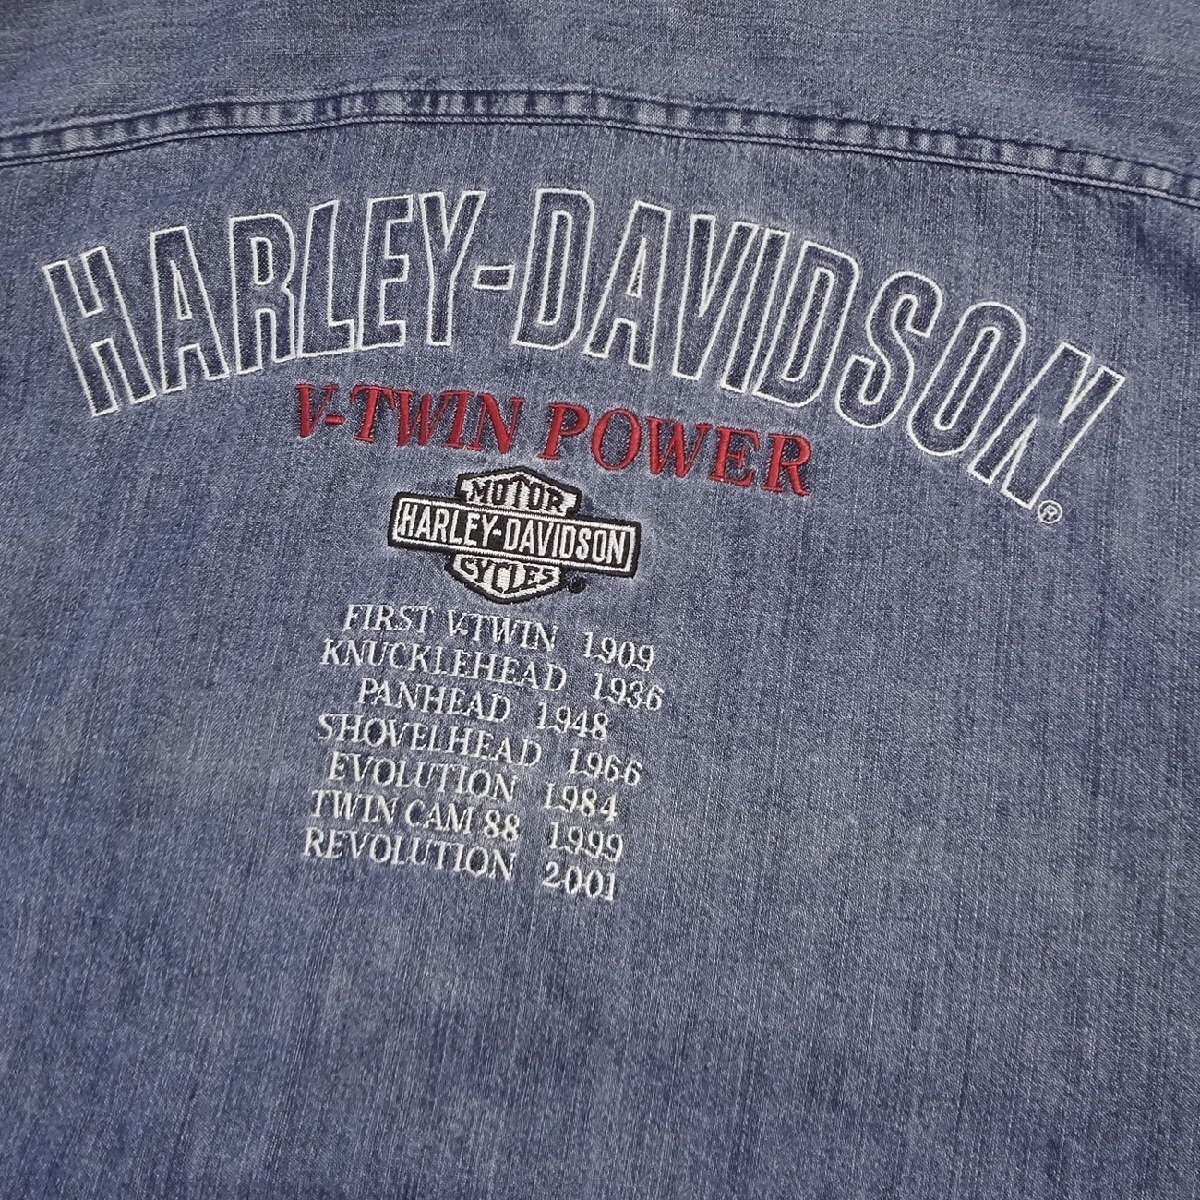 HARLEY-DAVIDSON®
V-TWIN POWER
MOTOR
HARLEY-DAVIDSON
CYCLES
FIRST V-TWIN 1909
KNUCKLEHEAD 1936
PANHEAD 1948
SHOVELHEAD 1966
EVOLUTION 1984
TWIN CAM 88 1999
REVOLUTION 2001